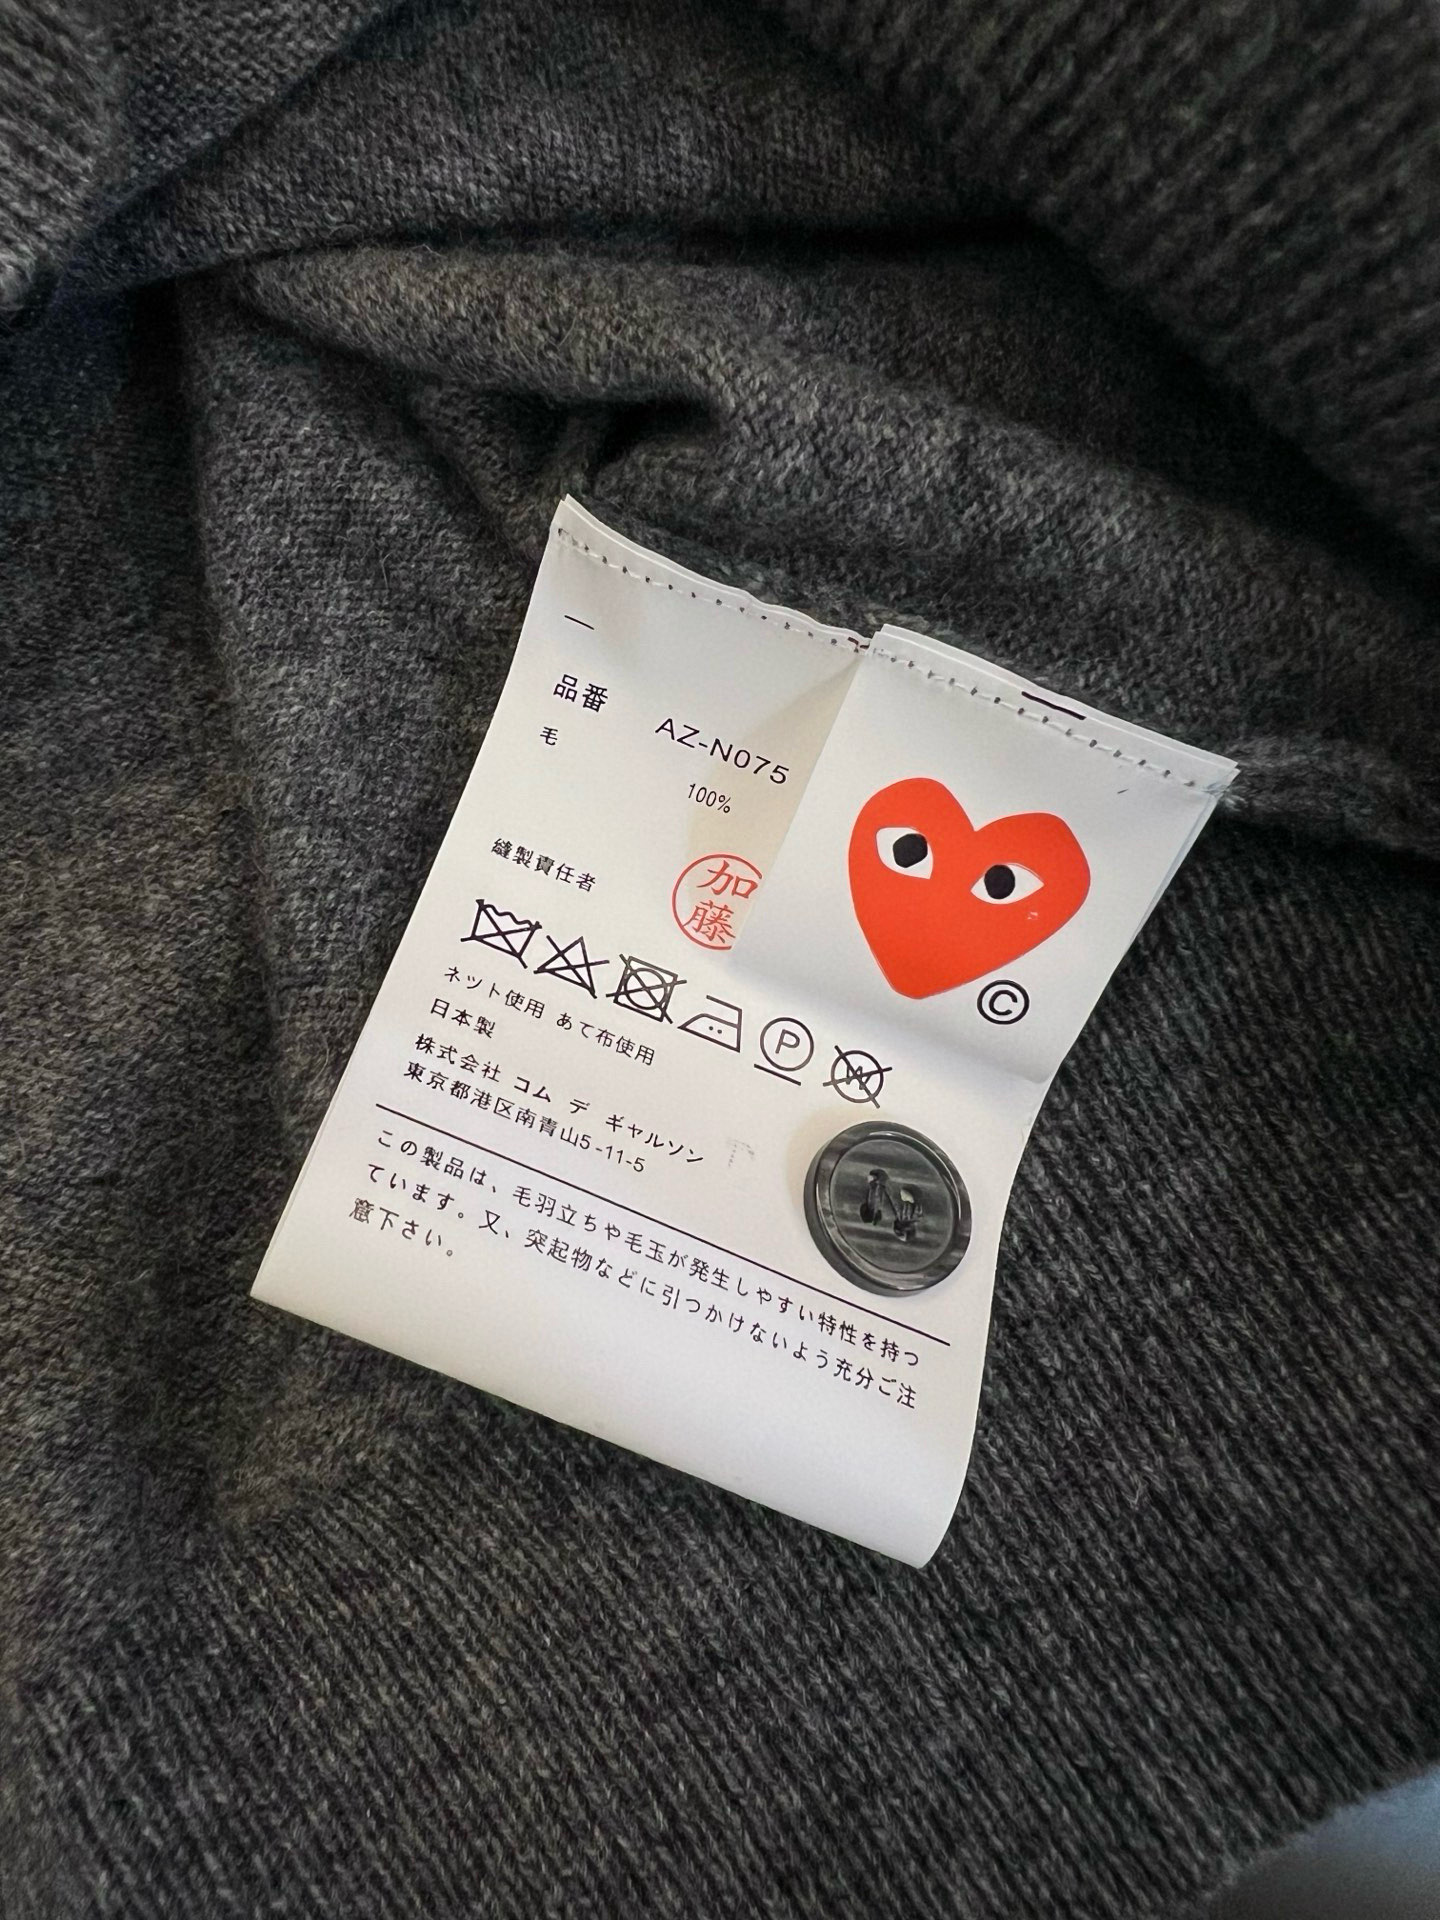 品番 AZ-N075
毛 100%
縫製責任者 加藤
P
W
ネット使用 あて布使用
日本製
株式会社 コム デ ギャルソン
東京都港区南青山5-11-5
この製品は、毛羽立ちや毛玉が発生しやすい特性を持つ
ています。又、突起物などに引つかけないよう充分ご注
意下さい。
©